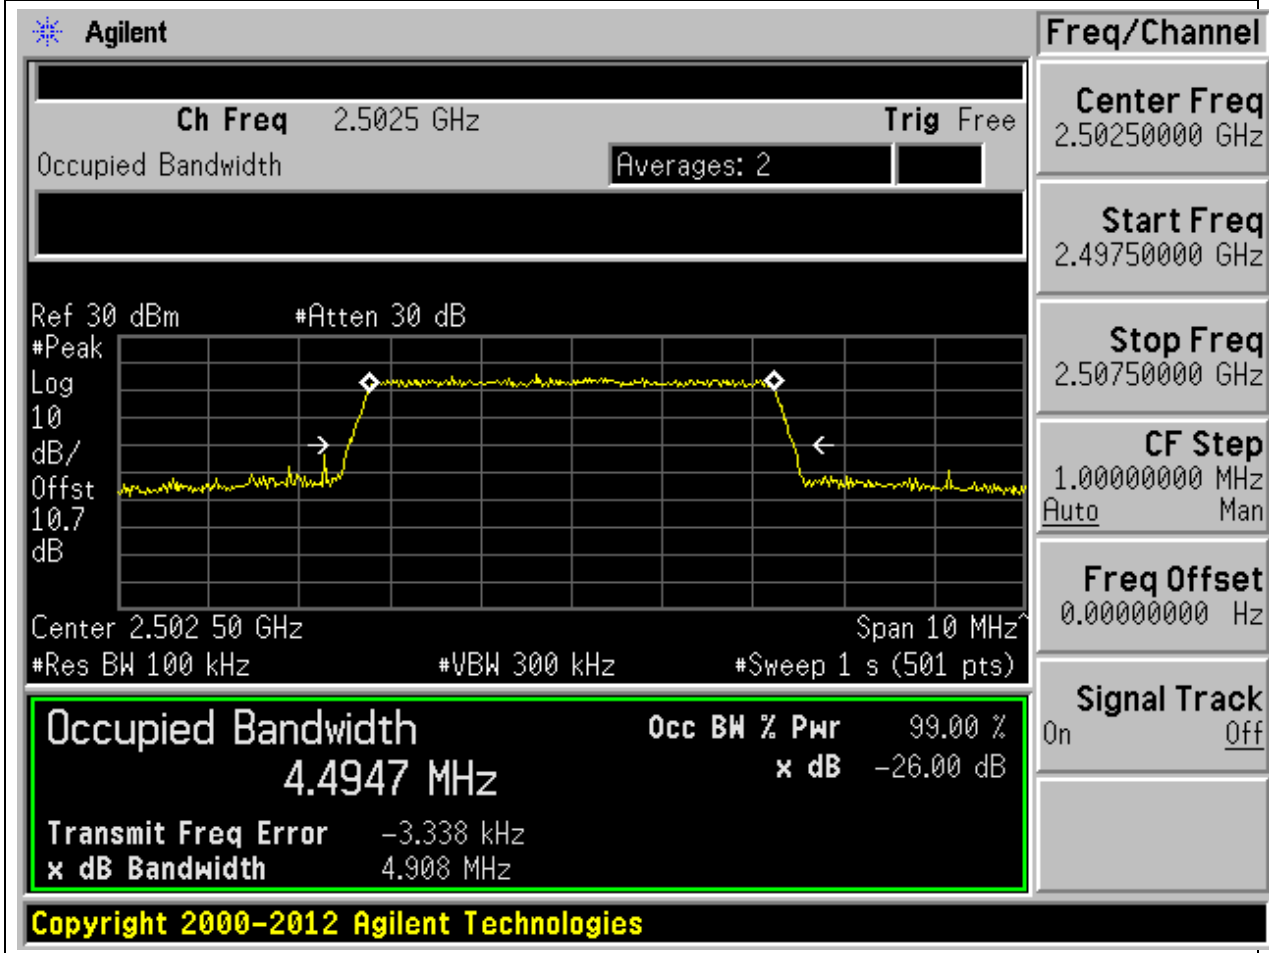 Agilent
Freq/Channel
Ch Freq 2.5025 GHz Trig Free
Occupied Bandwidth Averages: 2
Ref 30 dBm #Atten 30 dB
#Peak
Log
10
dB/
Offst
10.7
dB
Center 2.502 50 GHz Span 10 MHz^
#Res BW 100 kHz #VBW 300 kHz #Sweep 1 s (501 pts)
Occupied Bandwidth Occ BW % Pwr 99.00 %
4.4947 MHz x dB -26.00 dB
Transmit Freq Error -3.338 kHz
x dB Bandwidth 4.908 MHz
Center Freq
2.50250000 GHz
Start Freq
2.49750000 GHz
Stop Freq
2.50750000 GHz
CF Step
1.00000000 MHz
Auto Man
Freq Offset
0.00000000 Hz
Signal Track
On Off
Copyright 2000-2012 Agilent Technologies